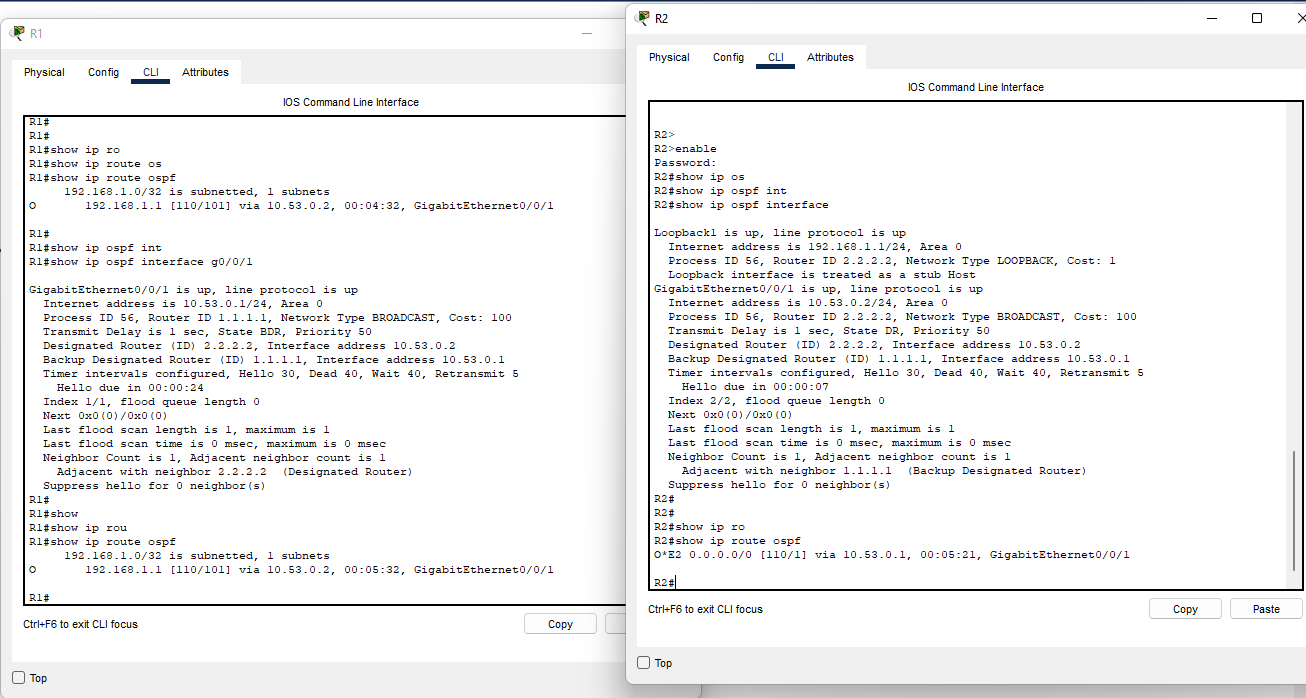 R1
Physical Config CLI Attributes
IOS Command Line Interface
R1#
R1#
R1#show ip ro
R1#show ip route os
R1#show ip route ospf
192.168.1.0/32 is subnetted, 1 subnets
O 192.168.1.1 [110/101] via 10.53.0.2, 00:04:32, GigabitEthernet0/0/1
R1#
R1#show ip ospf int
R1#show ip ospf interface g0/0/1
GigabitEthernet0/0/1 is up, line protocol is up
Internet address is 10.53.0.1/24, Area 0
Process ID 56, Router ID 1.1.1.1, Network Type BROADCAST, Cost: 100
Transmit Delay is 1 sec, State BDR, Priority 50
Designated Router (ID) 2.2.2.2, Interface address 10.53.0.2
Backup Designated Router (ID) 1.1.1.1, Interface address 10.53.0.1
Timer intervals configured, Hello 30, Dead 40, Wait 40, Retransmit 5
Hello due in 00:00:24
Index 1/1, flood queue length 0
Next 0x0(0)/0x0(0)
Last flood scan length is 1, maximum is 1
Last flood scan time is 0 msec, maximum is 0 msec
Neighbor Count is 1, Adjacent neighbor count is 1
Adjacent with neighbor 2.2.2.2 (Designated Router)
Suppress hello for 0 neighbor(s)
R1#
R1#show
R1#show ip rou
R1#show ip route ospf
192.168.1.0/32 is subnetted, 1 subnets
O 192.168.1.1 [110/101] via 10.53.0.2, 00:05:32, GigabitEthernet0/0/1
R1#
Ctrl+F6 to exit CLI focus
Copy
Top
R2
Physical Config CLI Attributes
IOS Command Line Interface
R2>
R2>enable
Password:
R2#show ip os
R2#show ip ospf int
R2#show ip ospf interface
Loopback1 is up, line protocol is up
Internet address is 192.168.1.1/24, Area 0
Process ID 56, Router ID 2.2.2.2, Network Type LOOPBACK, Cost: 1
Loopback interface is treated as a stub Host
GigabitEthernet0/0/1 is up, line protocol is up
Internet address is 10.53.0.2/24, Area 0
Process ID 56, Router ID 2.2.2.2, Network Type BROADCAST, Cost: 100
Transmit Delay is 1 sec, State DR, Priority 50
Designated Router (ID) 2.2.2.2, Interface address 10.53.0.2
Backup Designated Router (ID) 1.1.1.1, Interface address 10.53.0.1
Timer intervals configured, Hello 30, Dead 40, Wait 40, Retransmit 5
Hello due in 00:00:07
Index 2/2, flood queue length 0
Next 0x0(0)/0x0(0)
Last flood scan length is 1, maximum is 1
Last flood scan time is 0 msec, maximum is 0 msec
Neighbor Count is 1, Adjacent neighbor count is 1
Adjacent with neighbor 1.1.1.1 (Backup Designated Router)
Suppress hello for 0 neighbor(s)
R2#
R2#
R2#show ip ro
R2#show ip route ospf
O*E2 0.0.0.0/0 [110/1] via 10.53.0.1, 00:05:21, GigabitEthernet0/0/1
R2#
Ctrl+F6 to exit CLI focus
Copy Paste
Top